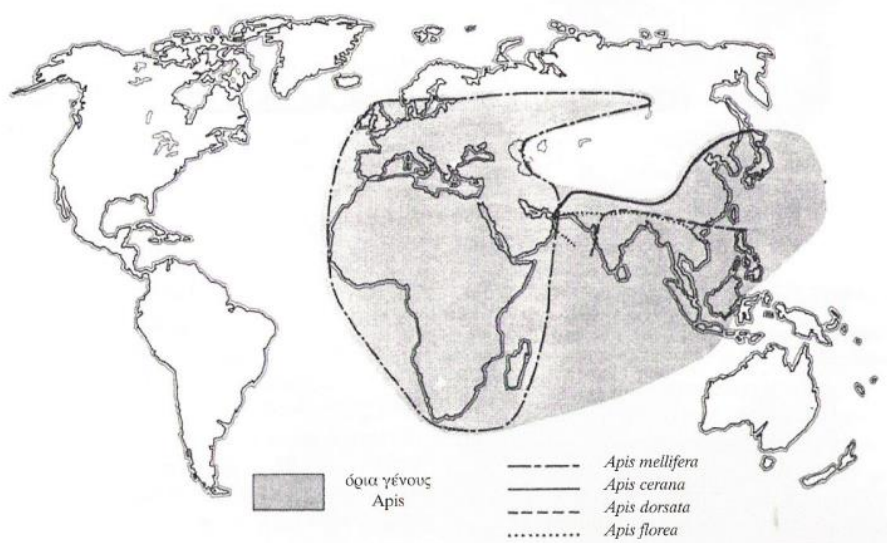 όρια γένους
Apis
Apis mellifera
Apis cerana
Apis dorsata
Apis florea